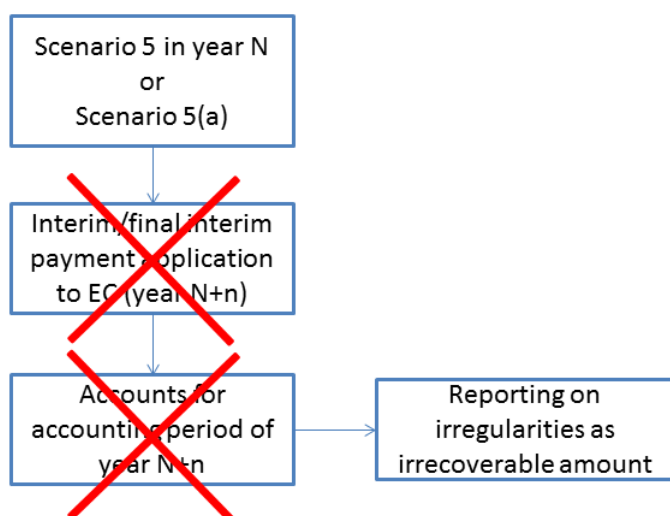 Scenario 5 in year N
or
Scenario 5(a)
Interim/final interim
payment application
to EC (year N+n)
Accounts for
accounting period of
year N+n
Reporting on
irregularities as
irrecoverable amount